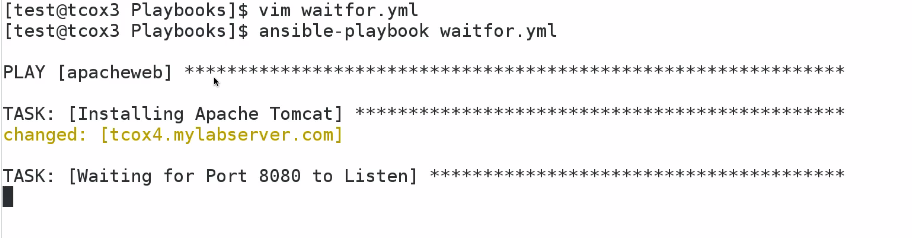 [test@tcox3 Playbooks]$ vim waitfor.yml
[test@tcox3 Playbooks]$ ansible-playbook waitfor.yml
PLAY [apacheweb] **************************************************************
TASK: [Installing Apache Tomcat] **********************************************
changed: [tcox4.mylabserver.com]
TASK: [Waiting for Port 8080 to Listen] ***************************************